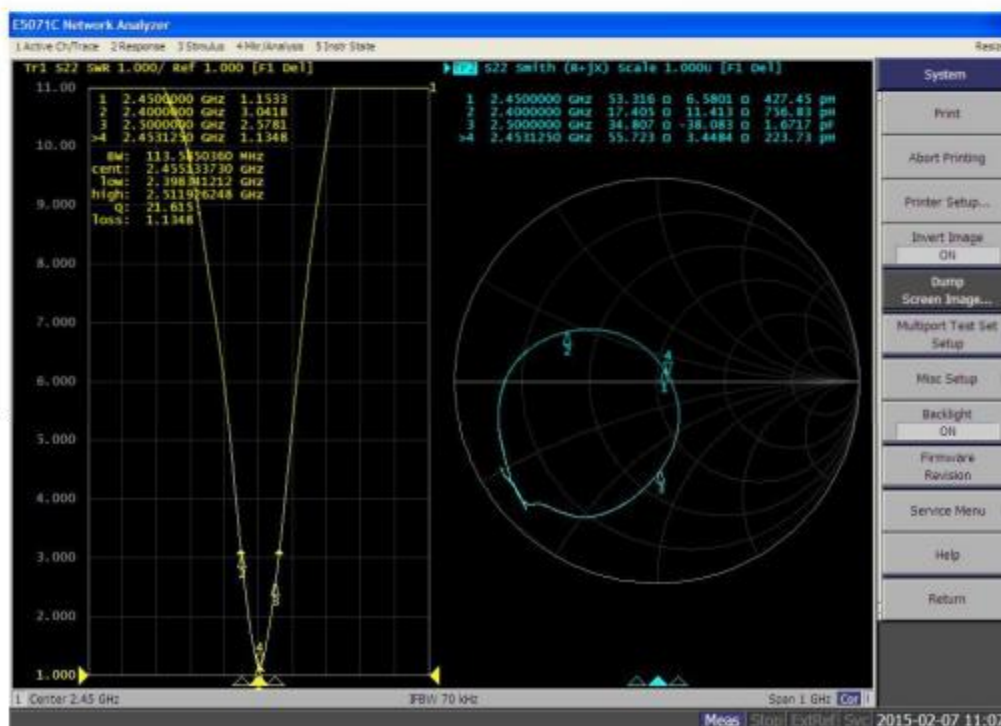 E5071C Network Analyzer
1 Active Ch/Trace 2 Response 3 Stimulus 4 Mkr/Analysis 5 Instr State
Tr1 S22 SWR 1.000/ Ref 1.000 [F1 Del]
11.00
1 2.4500000 GHz 1.1533
2 2.4000000 GHz 3.0418
3 2.5000000 GHz 2.5781
>4 2.4531250 GHz 1.1348
BW: 113.5850360 MHz
cent: 2.455133730 GHz
low: 2.398341212 GHz
high: 2.511926248 GHz
Q: 21.615
loss: 1.1348
10.00
9.000
8.000
7.000
6.000
5.000
4.000
3.000
2.000
1.000
Tr2 S22 Smith (R+jX) Scale 1.000U [F1 Del]
1 2.4500000 GHz 53.316 Ω 6.5801 Ω 427.45 pH
2 2.4000000 GHz 17.405 Ω 11.413 Ω 756.83 pH
3 2.5000000 GHz 34.807 Ω -38.083 Ω 1.6717 pF
>4 2.4531250 GHz 55.723 Ω 3.4484 Ω 223.73 pH
System
Print
Abort Printing
Printer Setup...
Invert Image
ON
Dump
Screen Image...
Multiport Test Set
Setup
Misc Setup
Backlight
ON
Firmware
Revision
Service Menu
Help
Return
1 Center 2.45 GHz
IFBW 70 kHz
Span 1 GHz Cor
Meas Stop ExtRef Svc 2015-02-07 11:0